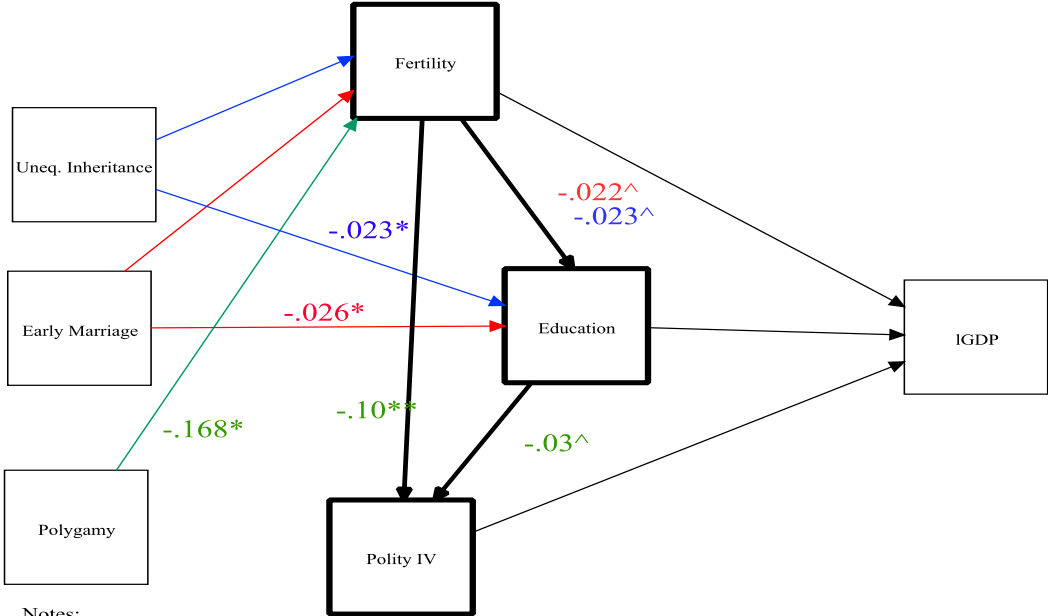 Fertility
Uneq. Inheritance
-.022^
-.023^
-.023*
Early Marriage
-.026*
Education
lGDP
-.10**
-.168*
-.03^
Polygamy
Polity IV
Notes: